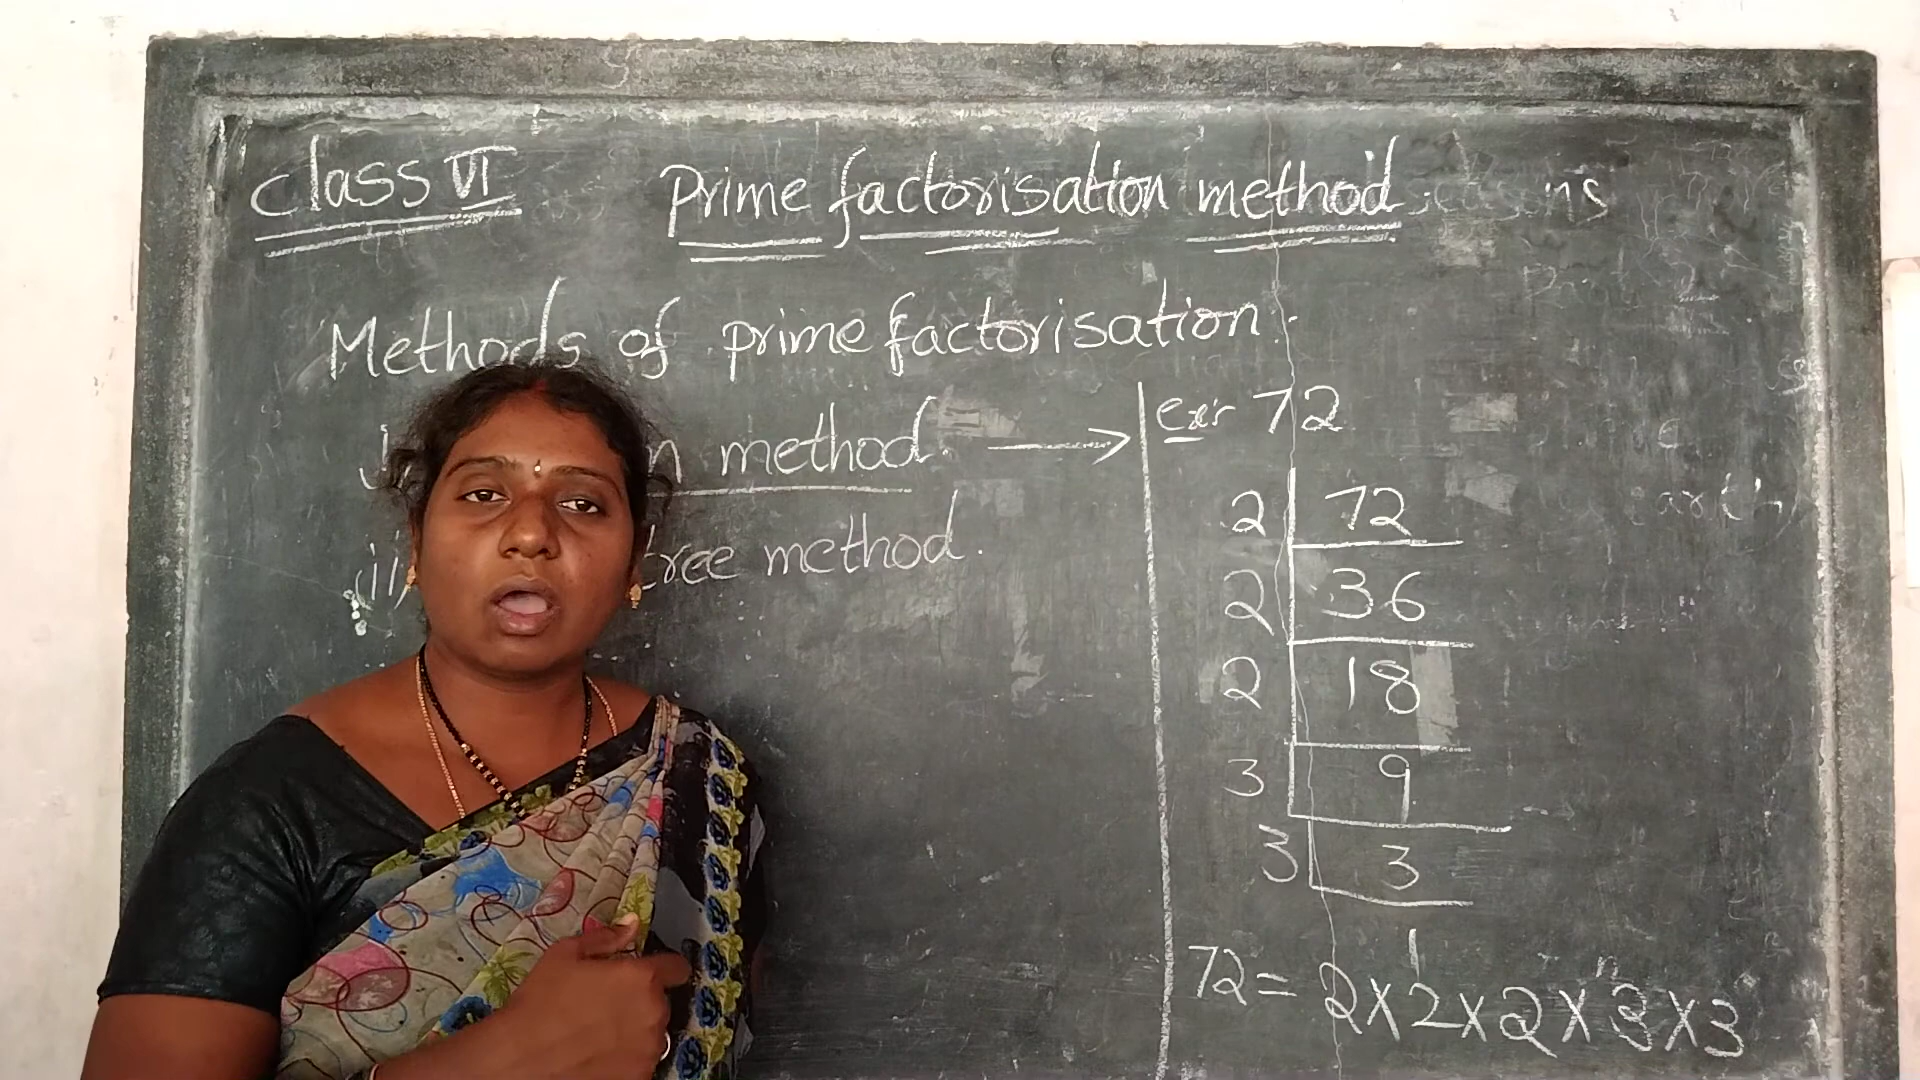 Class VI
Prime factorisation method
Methods of prime factorisation:-
method.
(ii) tree method.
ex:- 72
2 72
2 36
2 18
3 9
3 3
1
72 = 2 x 2 x 2 x 3 x 3